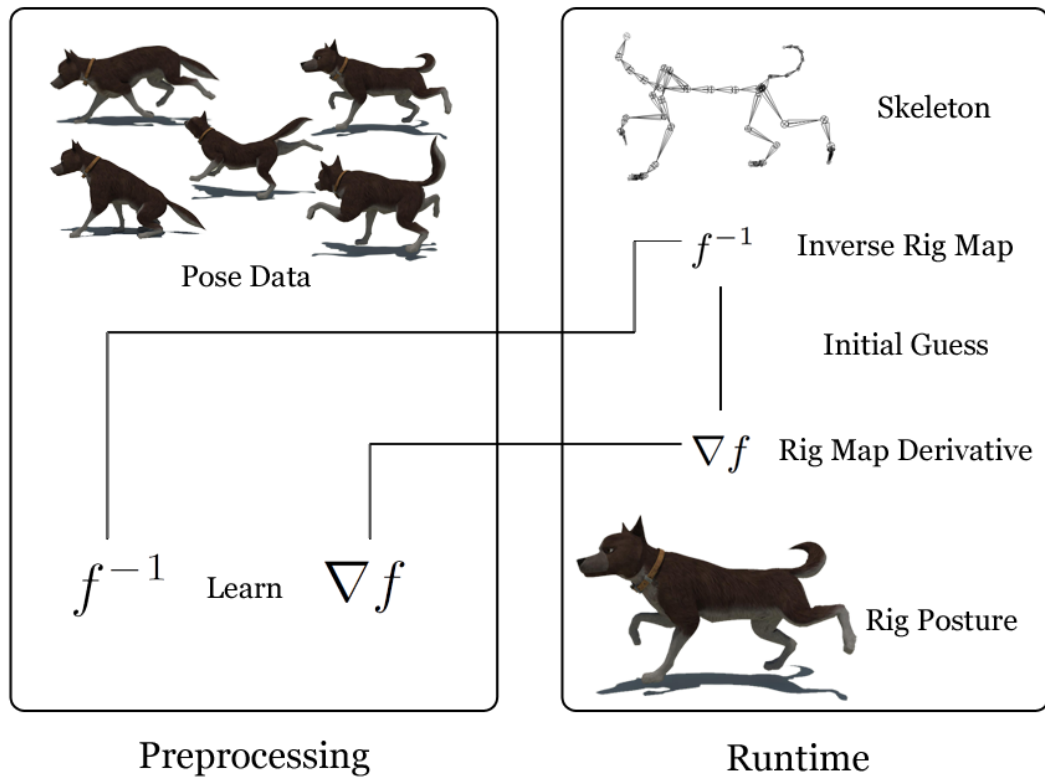 Pose Data
f⁻¹ Learn ∇f
Preprocessing
Skeleton
f⁻¹ Inverse Rig Map
Initial Guess
∇f Rig Map Derivative
Rig Posture
Runtime